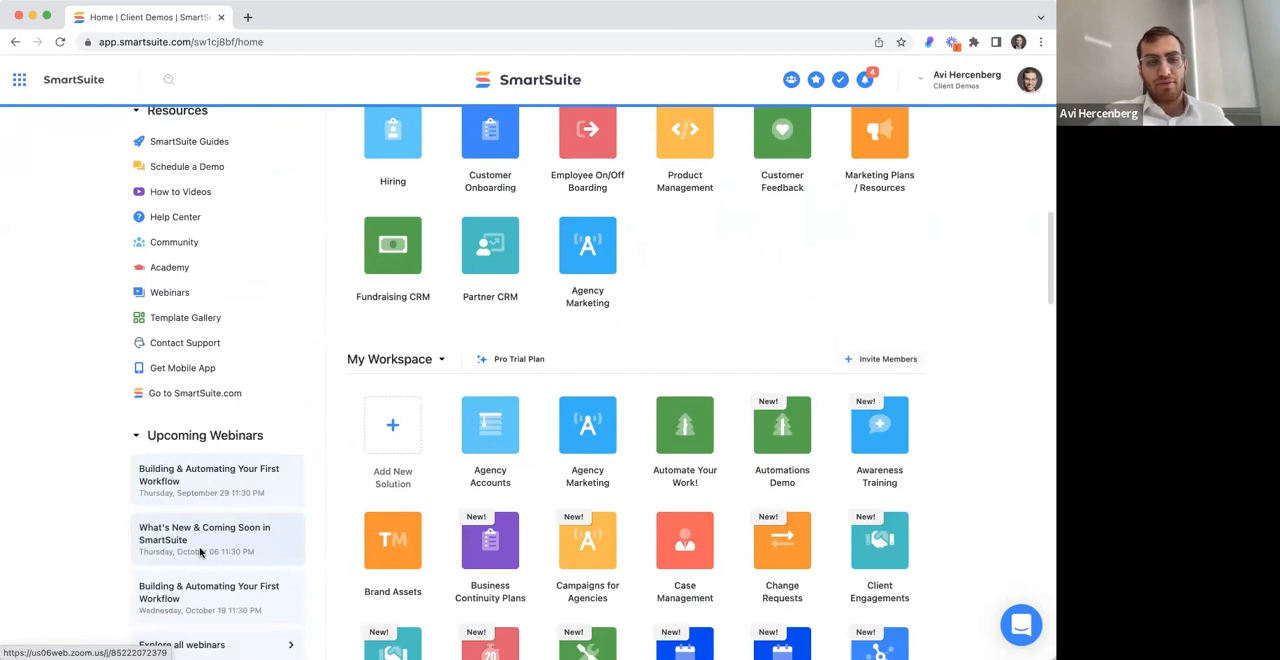 Home | Client Demos | SmartS
app.smartsuite.com/sw1cj8bf/home
SmartSuite
SmartSuite
4
Avi Hercenberg
Client Demos
Avi Hercenberg
Resources
SmartSuite Guides
Schedule a Demo
How to Videos
Help Center
Community
Academy
Webinars
Template Gallery
Contact Support
Get Mobile App
Go to SmartSuite.com
Upcoming Webinars
Building & Automating Your First
Workflow
Thursday, September 29 11:30 PM
What's New & Coming Soon in
SmartSuite
Thursday, October 06 11:30 PM
Building & Automating Your First
Workflow
Wednesday, October 19 11:30 PM
Explore all webinars
https://us06web.zoom.us/j/85222072379
Hiring
Customer
Onboarding
Employee On/Off
Boarding
Product
Management
Customer
Feedback
Marketing Plans
/ Resources
Fundraising CRM
Partner CRM
Agency
Marketing
My Workspace
Pro Trial Plan
Invite Members
Add New
Solution
Agency
Accounts
Agency
Marketing
Automate Your
Work!
New!
Automations
Demo
New!
Awareness
Training
TM
Brand Assets
New!
Business
Continuity Plans
New!
Campaigns for
Agencies
Case
Management
New!
Change
Requests
New!
Client
Engagements
New!
New!
20
New!
New!
New!
New!